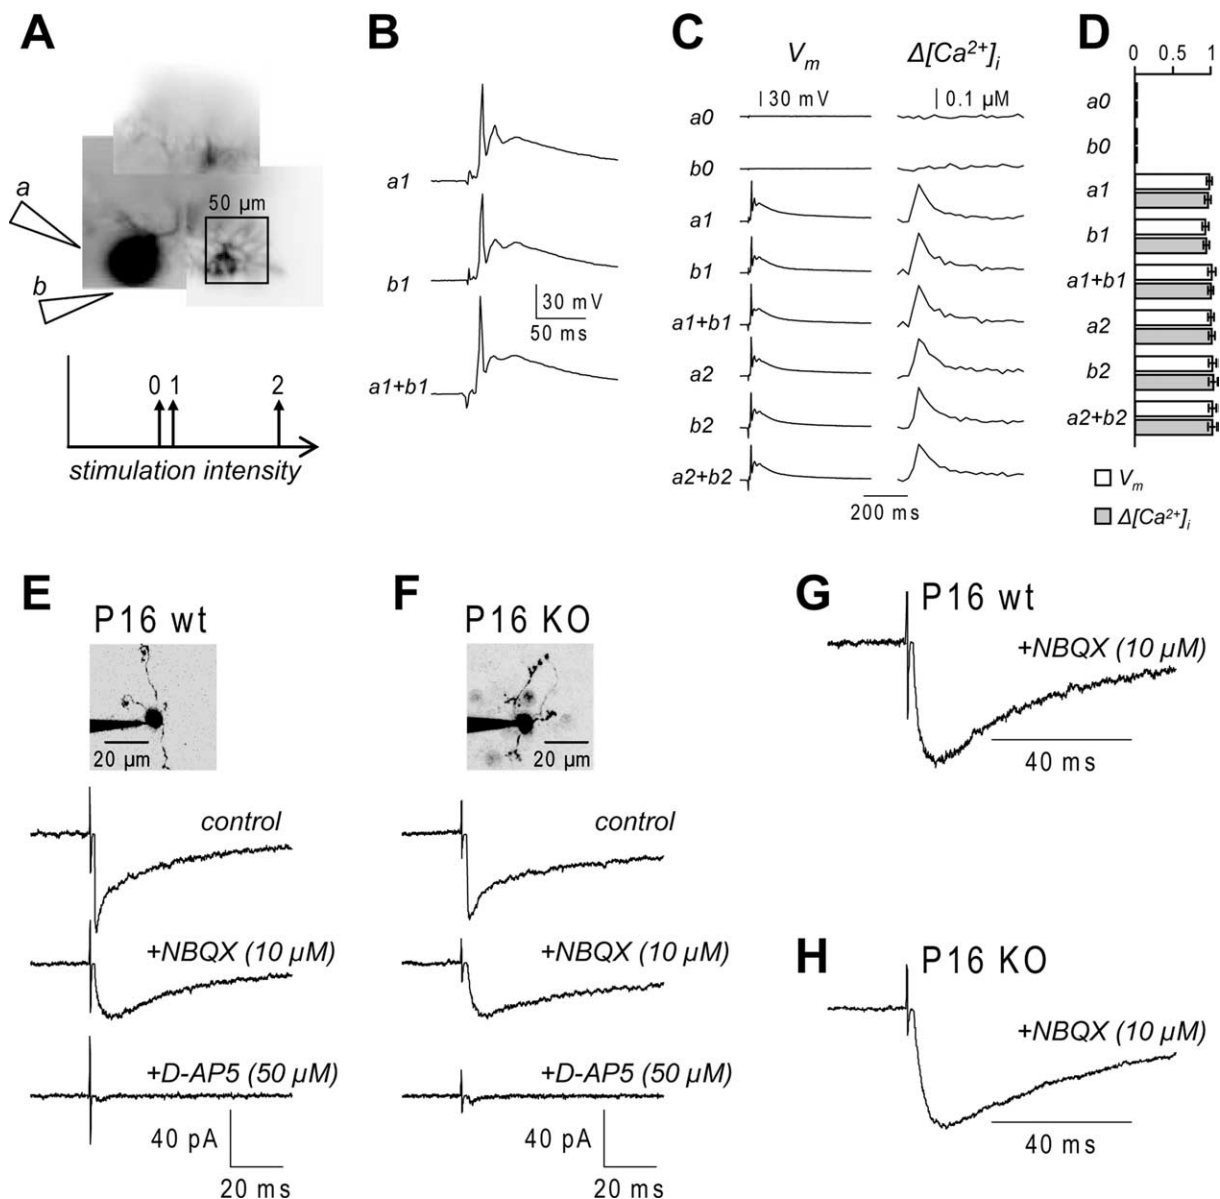 A
a
b
50 µm
0
1
2
stimulation intensity
B
a1
b1
30 mV
50 ms
a1+b1
C
Vm
Δ[Ca²⁺]i
30 mV
0.1 µM
a0
b0
a1
b1
a1+b1
a2
b2
a2+b2
200 ms
D
0 0.5 1
a0
b0
a1
b1
a1+b1
a2
b2
a2+b2
Vm
Δ[Ca²⁺]i
E
P16 wt
20 µm
control
+NBQX (10 µM)
+D-AP5 (50 µM)
40 pA
20 ms
F
P16 KO
20 µm
control
+NBQX (10 µM)
+D-AP5 (50 µM)
40 pA
20 ms
G
P16 wt
+NBQX (10 µM)
40 ms
H
P16 KO
+NBQX (10 µM)
40 ms